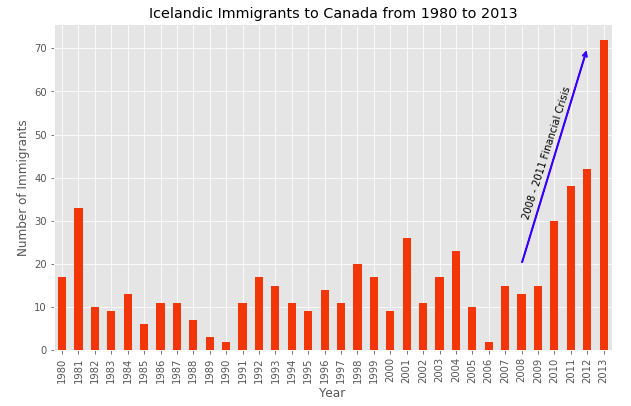 Icelandic Immigrants to Canada from 1980 to 2013
Number of Immigrants
70
60
50
40
30
20
10
0
2008 - 2011 Financial Crisis
1980 1981 1982 1983 1984 1985 1986 1987 1988 1989 1990 1991 1992 1993 1994 1995 1996 1997 1998 1999 2000 2001 2002 2003 2004 2005 2006 2007 2008 2009 2010 2011 2012 2013
Year